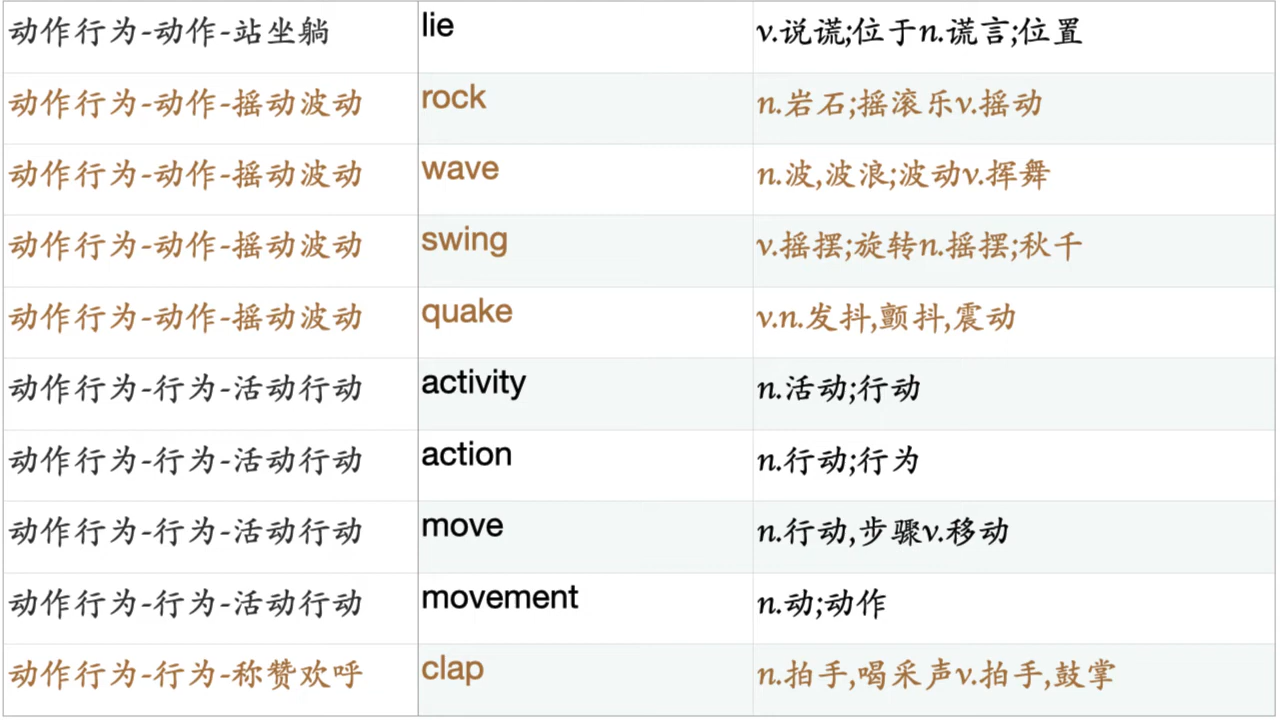 动作行为-动作-站坐躺 lie v.说谎;位于n.谎言;位置
动作行为-动作-摇动波动 rock n.岩石;摇滚乐v.摇动
动作行为-动作-摇动波动 wave n.波,波浪;波动v.挥舞
动作行为-动作-摇动波动 swing v.摇摆;旋转n.摇摆;秋千
动作行为-动作-摇动波动 quake v.n.发抖,颤抖,震动
动作行为-行为-活动行动 activity n.活动;行动
动作行为-行为-活动行动 action n.行动;行为
动作行为-行为-活动行动 move n.行动,步骤v.移动
动作行为-行为-活动行动 movement n.动;动作
动作行为-行为-称赞欢呼 clap n.拍手,喝采声v.拍手,鼓掌